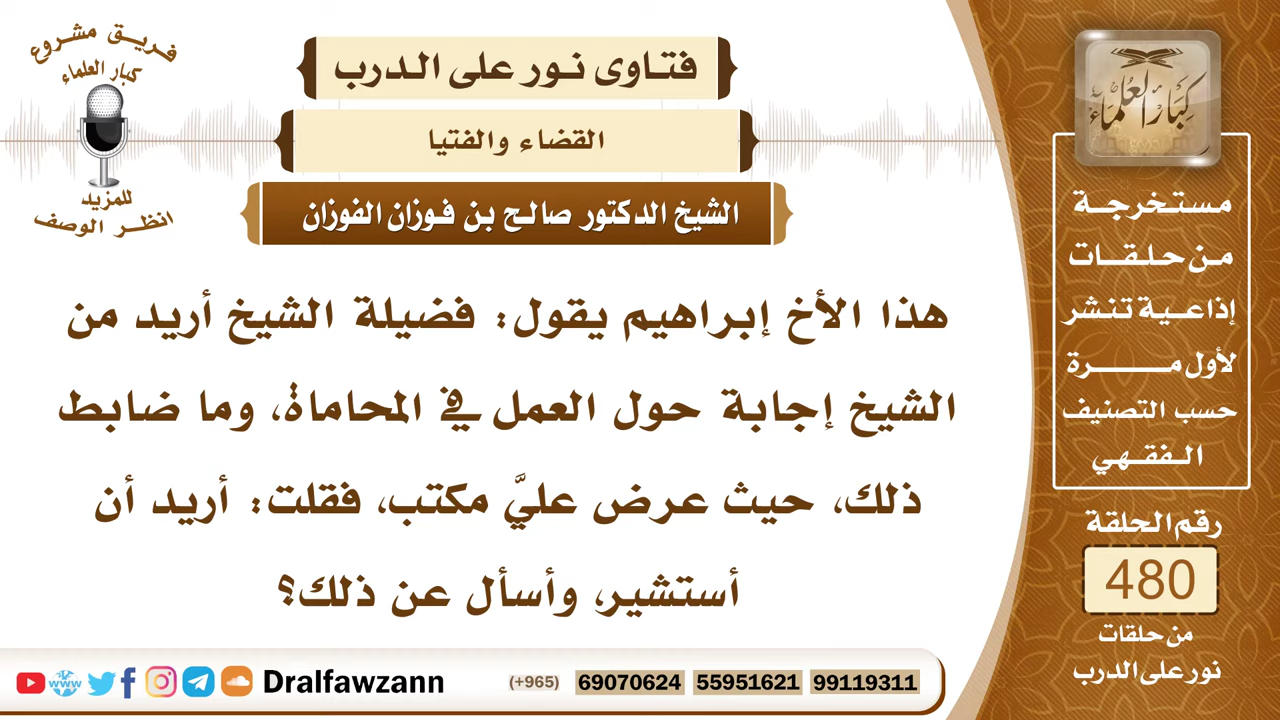 فريق مشروع
كبار العلماء
للمزيد
انظر الوصف
فتاوى نور على الدرب
القضاء والفتيا
الشيخ الدكتور صالح بن فوزان الفوزان
هذا الأخ إبراهيم يقول: فضيلة الشيخ أريد من
الشيخ إجابة حول العمل في المحاماة، وما ضابط
ذلك، حيث عرض عليَّ مكتب، فقلت: أريد أن
أستشير، وأسأل عن ذلك؟
كبار العلماء
مستخرجة
من حلقات
إذاعية تنشر
لأول مرة
حسب التصنيف
الفقهي
رقم الحلقة
480
من حلقات
نور على الدرب
www Dralfawzann (+965) 69070624 55951621 99119311